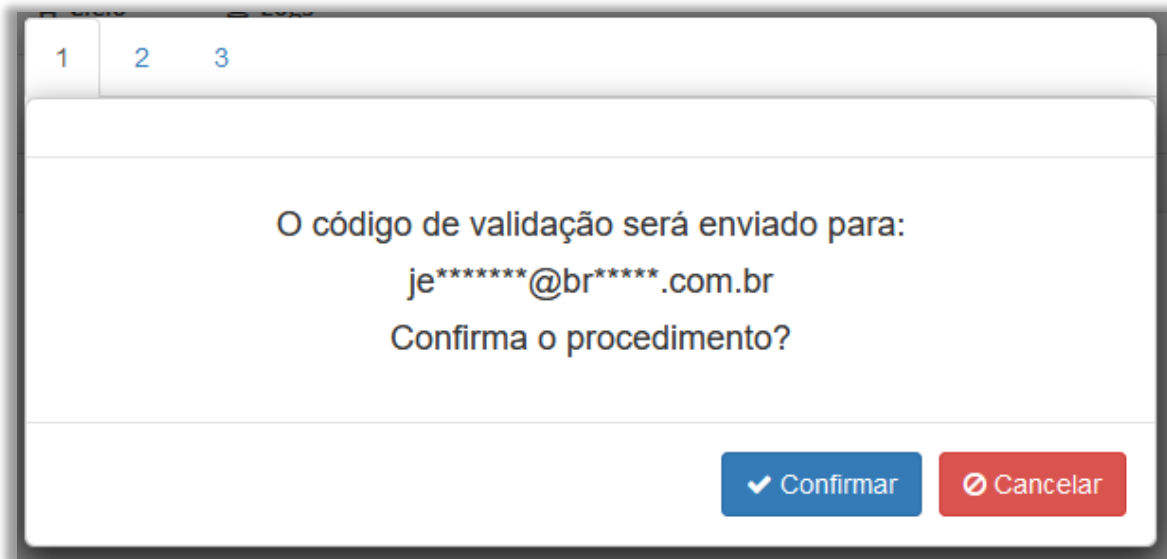 1 2 3
O código de validação será enviado para:
je*******@br*****.com.br
Confirma o procedimento?
Confirmar Cancelar